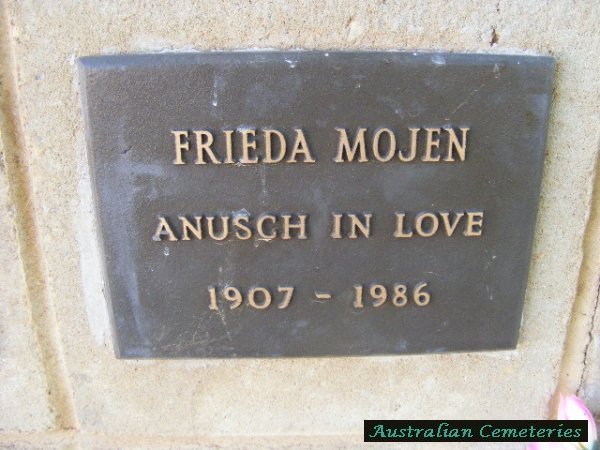 FRIEDA MOJEN
ANUSCH IN LOVE
1907 - 1986
Australian Cemeteries